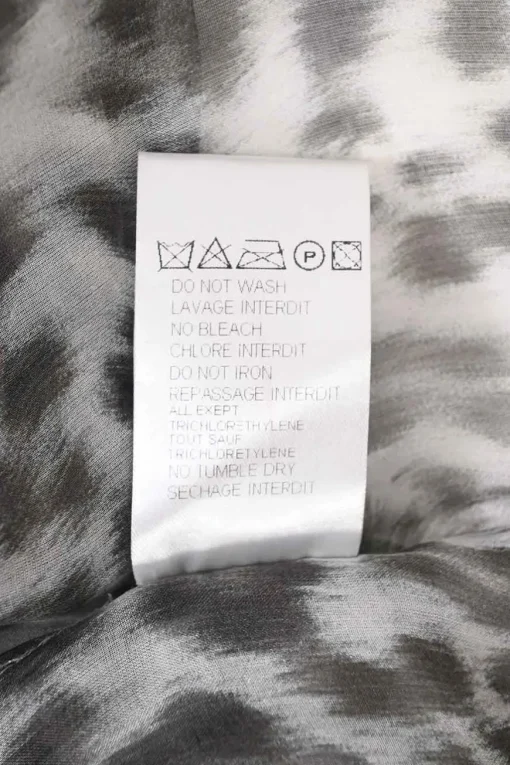 P
DO NOT WASH
LAVAGE INTERDIT
NO BLEACH
CHLORE INTERDIT
DO NOT IRON
REPASSAGE INTERDIT
ALL EXEPT
TRICHLORETHYLENE
TOUT SAUF
TRICHLORETYLENE
NO TUMBLE DRY
SECHAGE INTERDIT